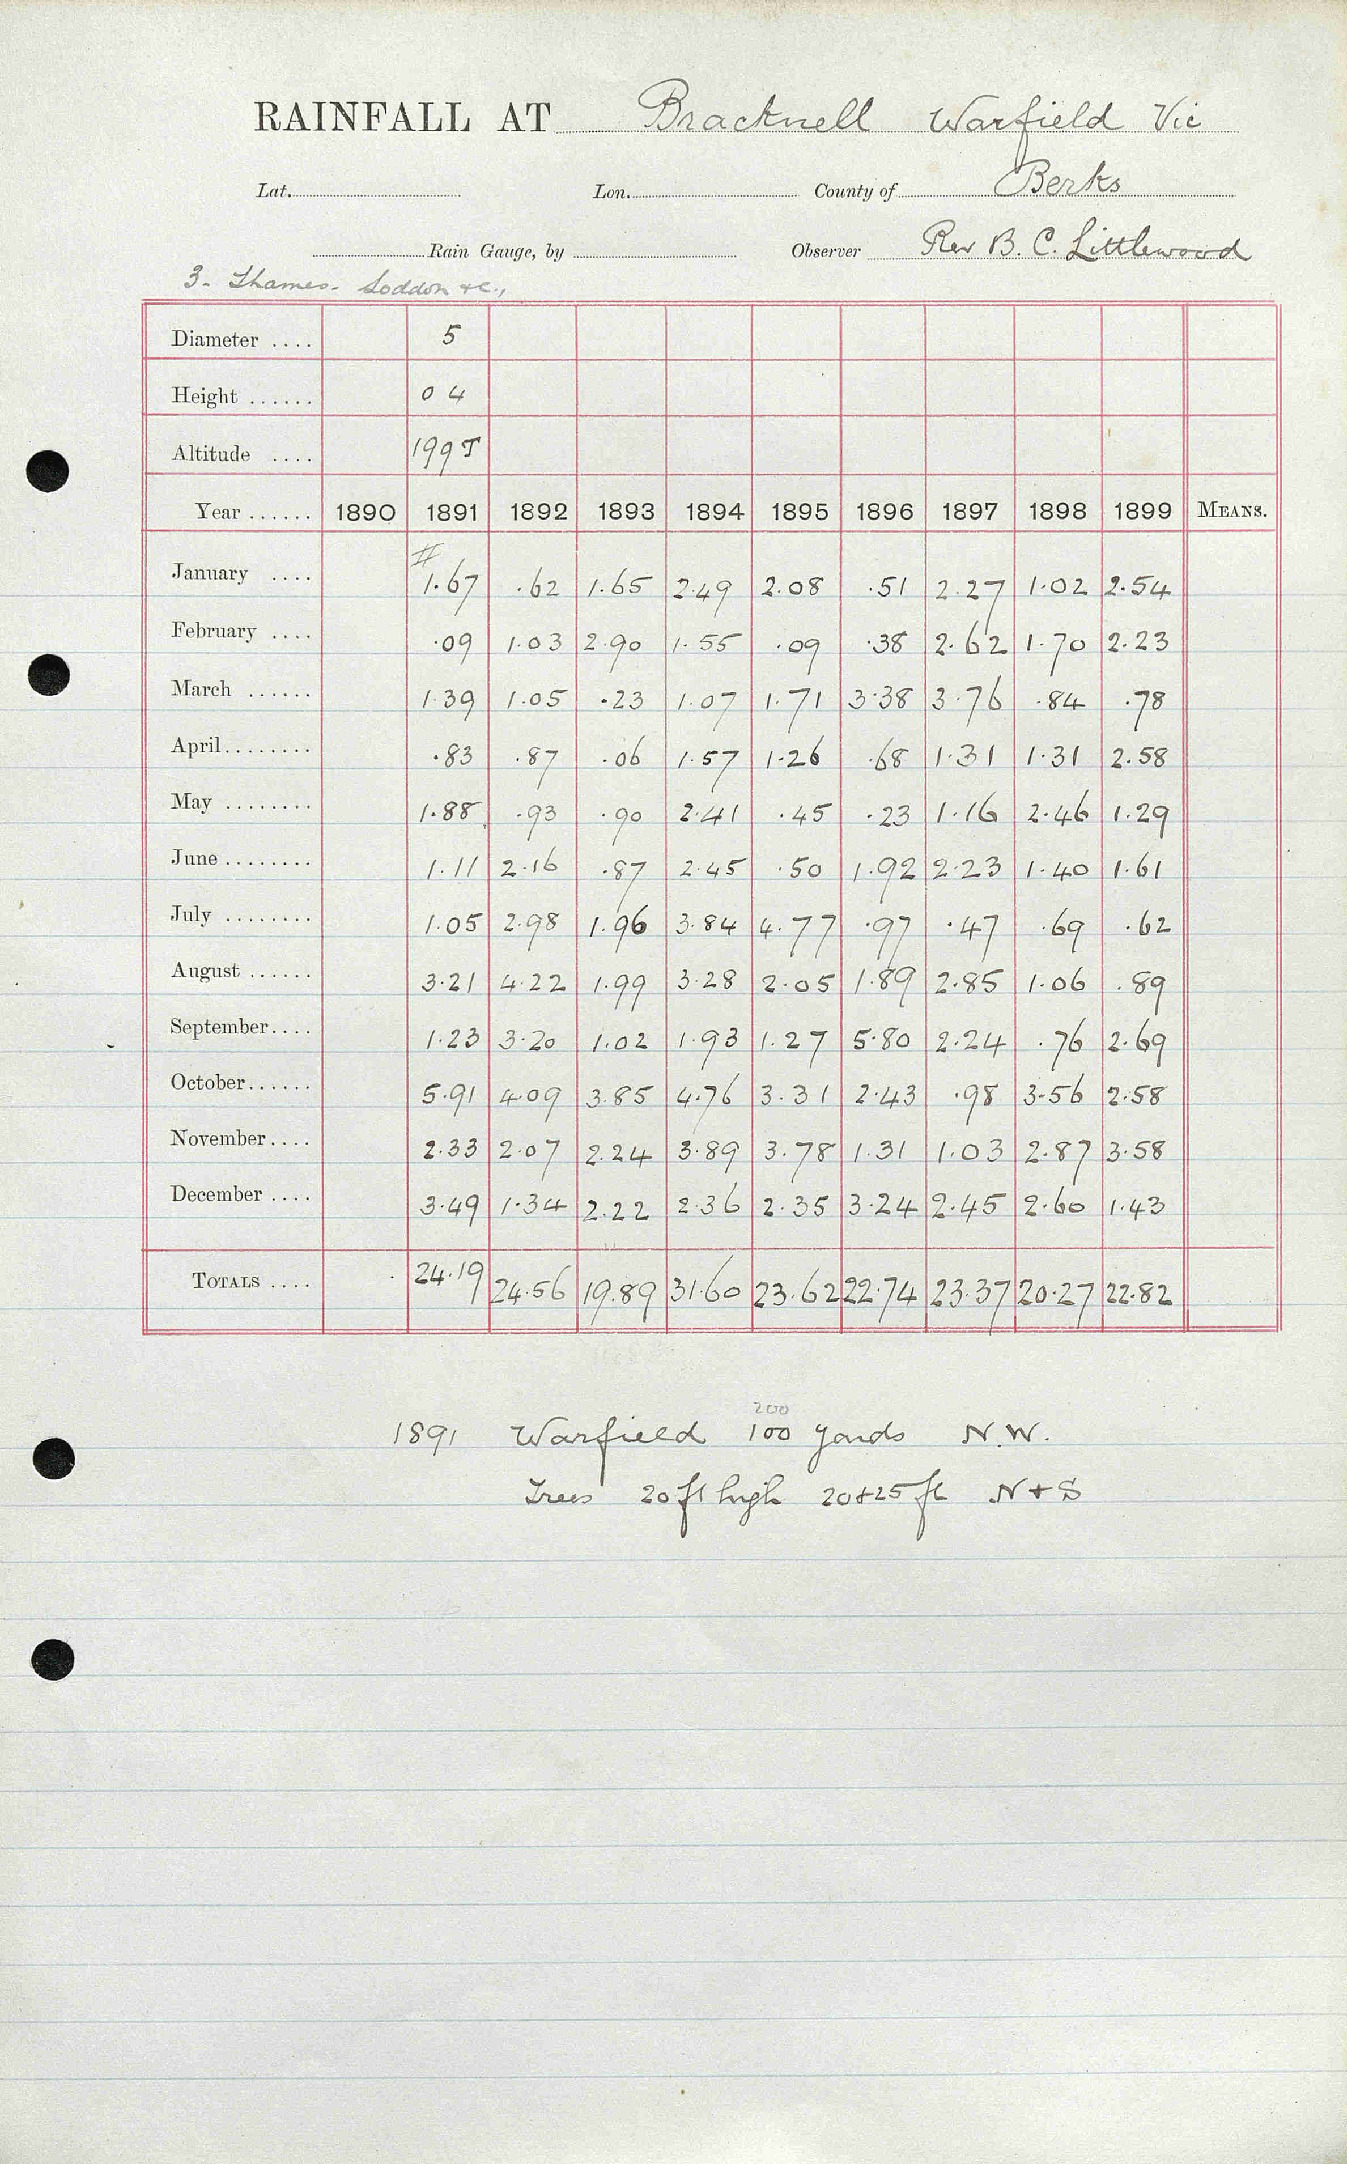 RAINFALL AT Bracknell Warfield Vic
Lat. Lon. County of Berks
Rain Gauge, by Observer Rev B. C. Littlewood
3. Thames. Loddon &c.,
Diameter .... 5
Height ...... 0 4
Altitude .... 199 T
Year ...... 1890 1891 1892 1893 1894 1895 1896 1897 1898 1899 MEANS.
#
January .... 1.67 .62 1.65 2.49 2.08 .51 2.27 1.02 2.54
February .... .09 1.03 2.90 1.55 .09 .38 2.62 1.70 2.23
March ...... 1.39 1.05 .23 1.07 1.71 3.38 3.76 .84 .78
April........ .83 .87 .06 1.57 1.26 .68 1.31 1.31 2.58
May ........ 1.88 .93 .90 2.41 .45 .23 1.16 2.46 1.29
June ........ 1.11 2.16 .87 2.45 .50 1.92 2.23 1.40 1.61
July ........ 1.05 2.98 1.96 3.84 4.77 .97 .47 .69 .62
August ...... 3.21 4.22 1.99 3.28 2.05 1.89 2.85 1.06 .89
September.... 1.23 3.20 1.02 1.93 1.27 5.80 2.24 .76 2.69
October...... 5.91 4.09 3.85 4.76 3.31 2.43 .98 3.56 2.58
November.... 2.33 2.07 2.24 3.89 3.78 1.31 1.03 2.87 3.58
December .... 3.49 1.34 2.22 2.36 2.35 3.24 2.45 2.60 1.43
TOTALS .... 24.19 24.56 19.89 31.60 23.62 22.74 23.37 20.27 22.82
200
1891 Warfield 100 yards N.W.
Trees 20 ft high 20 & 25 ft N & S